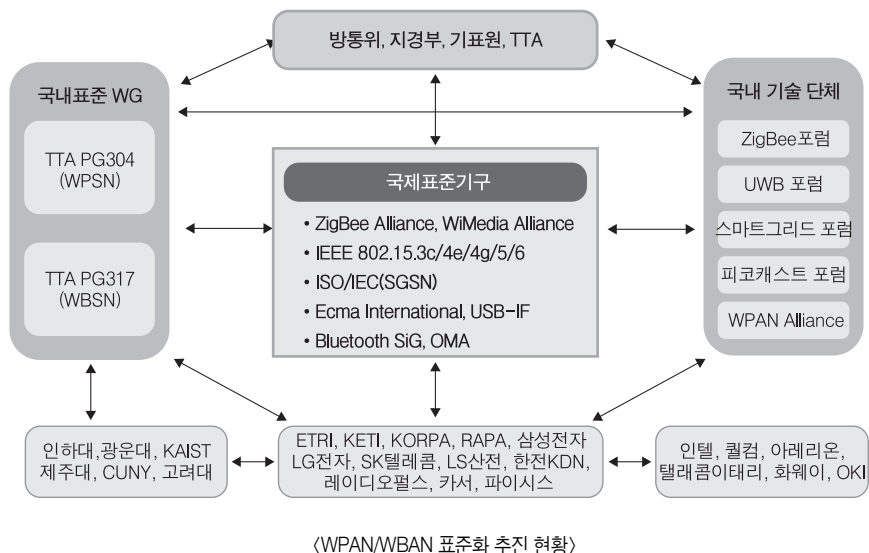 방통위, 지경부, 기표원, TTA
국내표준 WG
TTA PG304
(WPSN)
TTA PG317
(WBSN)
국제표준기구
• ZigBee Alliance, WiMedia Alliance
• IEEE 802.15.3c/4e/4g/5/6
• ISO/IEC(SGSN)
• Ecma International, USB-IF
• Bluetooth SiG, OMA
국내 기술 단체
ZigBee포럼
UWB 포럼
스마트그리드 포럼
피코캐스트 포럼
WPAN Alliance
인하대,광운대, KAIST
제주대, CUNY, 고려대
ETRI, KETI, KORPA, RAPA, 삼성전자
LG전자, SK텔레콤, LS산전, 한전KDN,
레이디오펄스, 카서, 파이시스
인텔, 퀄컴, 아레리온,
탤래콤이태리, 화웨이, OKI
〈WPAN/WBAN 표준화 추진 현황〉